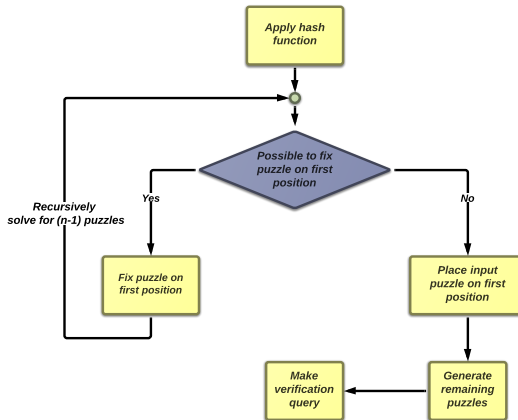 Apply hash
function
Possible to fix
puzzle on first
position
Yes
No
Recursively
solve for (n-1) puzzles
Fix puzzle on
first position
Place input
puzzle on first
position
Make
verification
query
Generate
remaining
puzzles